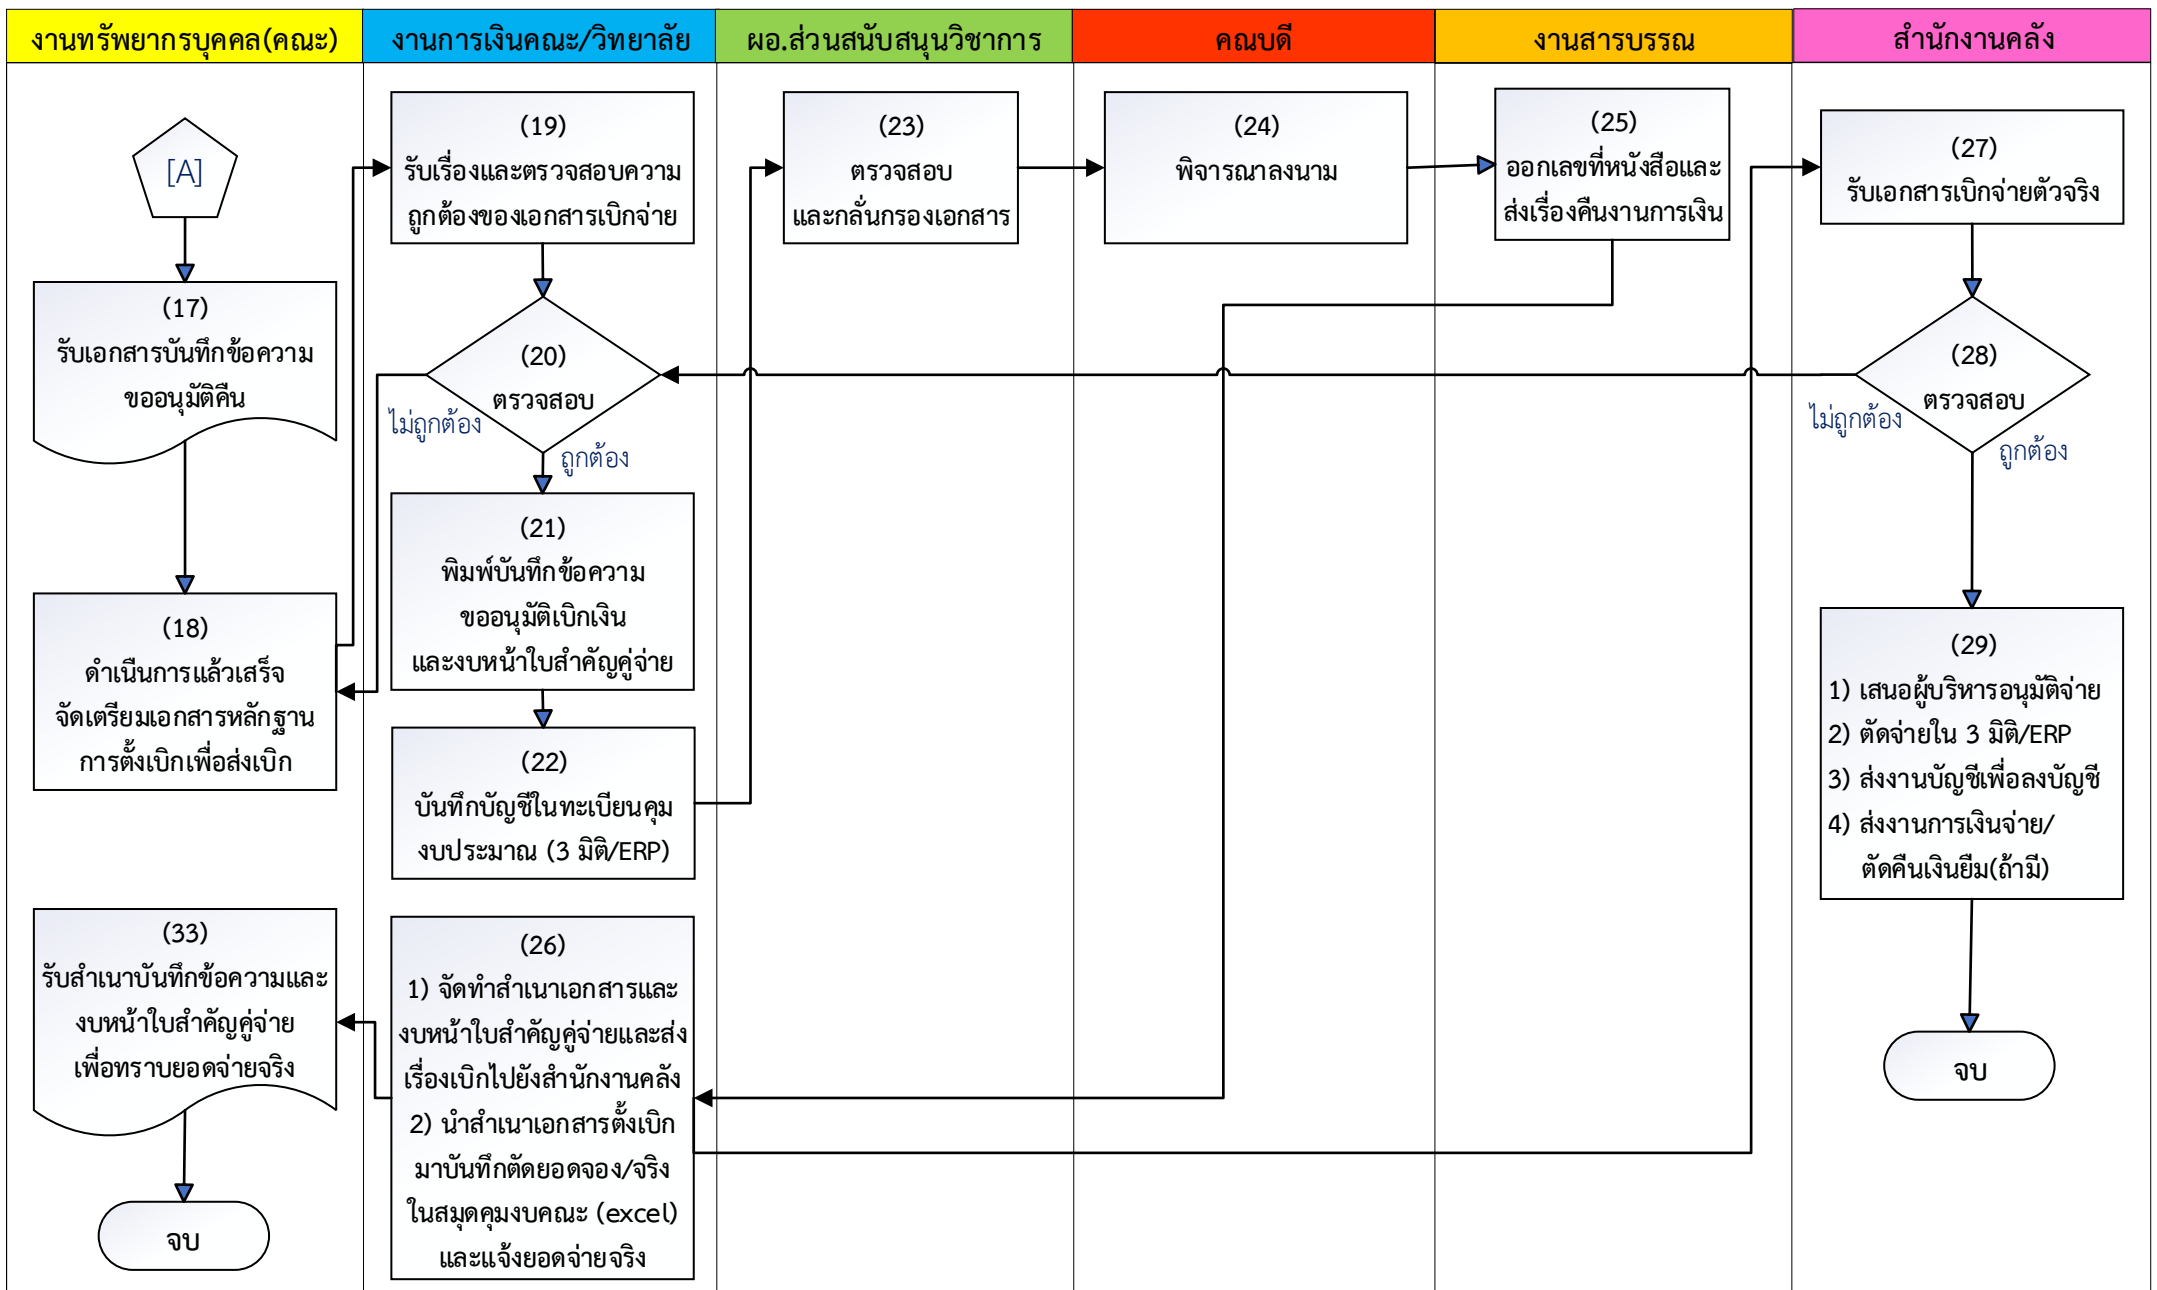 งานทรัพยากรบุคคล(คณะ)
งานการเงินคณะ/วิทยาลัย
ผอ.ส่วนสนับสนุนวิชาการ
คณบดี
งานสารบรรณ
สำนักงานคลัง
[A]
(17)
รับเอกสารบันทึกข้อความ
ขออนุมัติคืน
(18)
ดำเนินการแล้วเสร็จ
จัดเตรียมเอกสารหลักฐาน
การตั้งเบิกเพื่อส่งเบิก
(19)
รับเรื่องและตรวจสอบความ
ถูกต้องของเอกสารเบิกจ่าย
(20)
ตรวจสอบ
ไม่ถูกต้อง
ถูกต้อง
(21)
พิมพ์บันทึกข้อความ
ขออนุมัติเบิกเงิน
และงบหน้าใบสำคัญคู่จ่าย
(22)
บันทึกบัญชีในทะเบียนคุม
งบประมาณ (3 มิติ/ERP)
(23)
ตรวจสอบ
และกลั่นกรองเอกสาร
(24)
พิจารณาลงนาม
(25)
ออกเลขที่หนังสือและ
ส่งเรื่องคืนงานการเงิน
(26)
1) จัดทำสำเนาเอกสารและ
งบหน้าใบสำคัญคู่จ่ายและส่ง
เรื่องเบิกไปยังสำนักงานคลัง
2) นำสำเนาเอกสารตั้งเบิก
มาบันทึกตัดยอดจอง/จริง
ในสมุดคุมงบคณะ (excel)
และแจ้งยอดจ่ายจริง
(27)
รับเอกสารเบิกจ่ายตัวจริง
(28)
ตรวจสอบ
ไม่ถูกต้อง
ถูกต้อง
(29)
1) เสนอผู้บริหารอนุมัติจ่าย
2) ตัดจ่ายใน 3 มิติ/ERP
3) ส่งงานบัญชีเพื่อลงบัญชี
4) ส่งงานการเงินจ่าย/
ตัดคืนเงินยืม(ถ้ามี)
จบ
(33)
รับสำเนาบันทึกข้อความและ
งบหน้าใบสำคัญคู่จ่าย
เพื่อทราบยอดจ่ายจริง
จบ